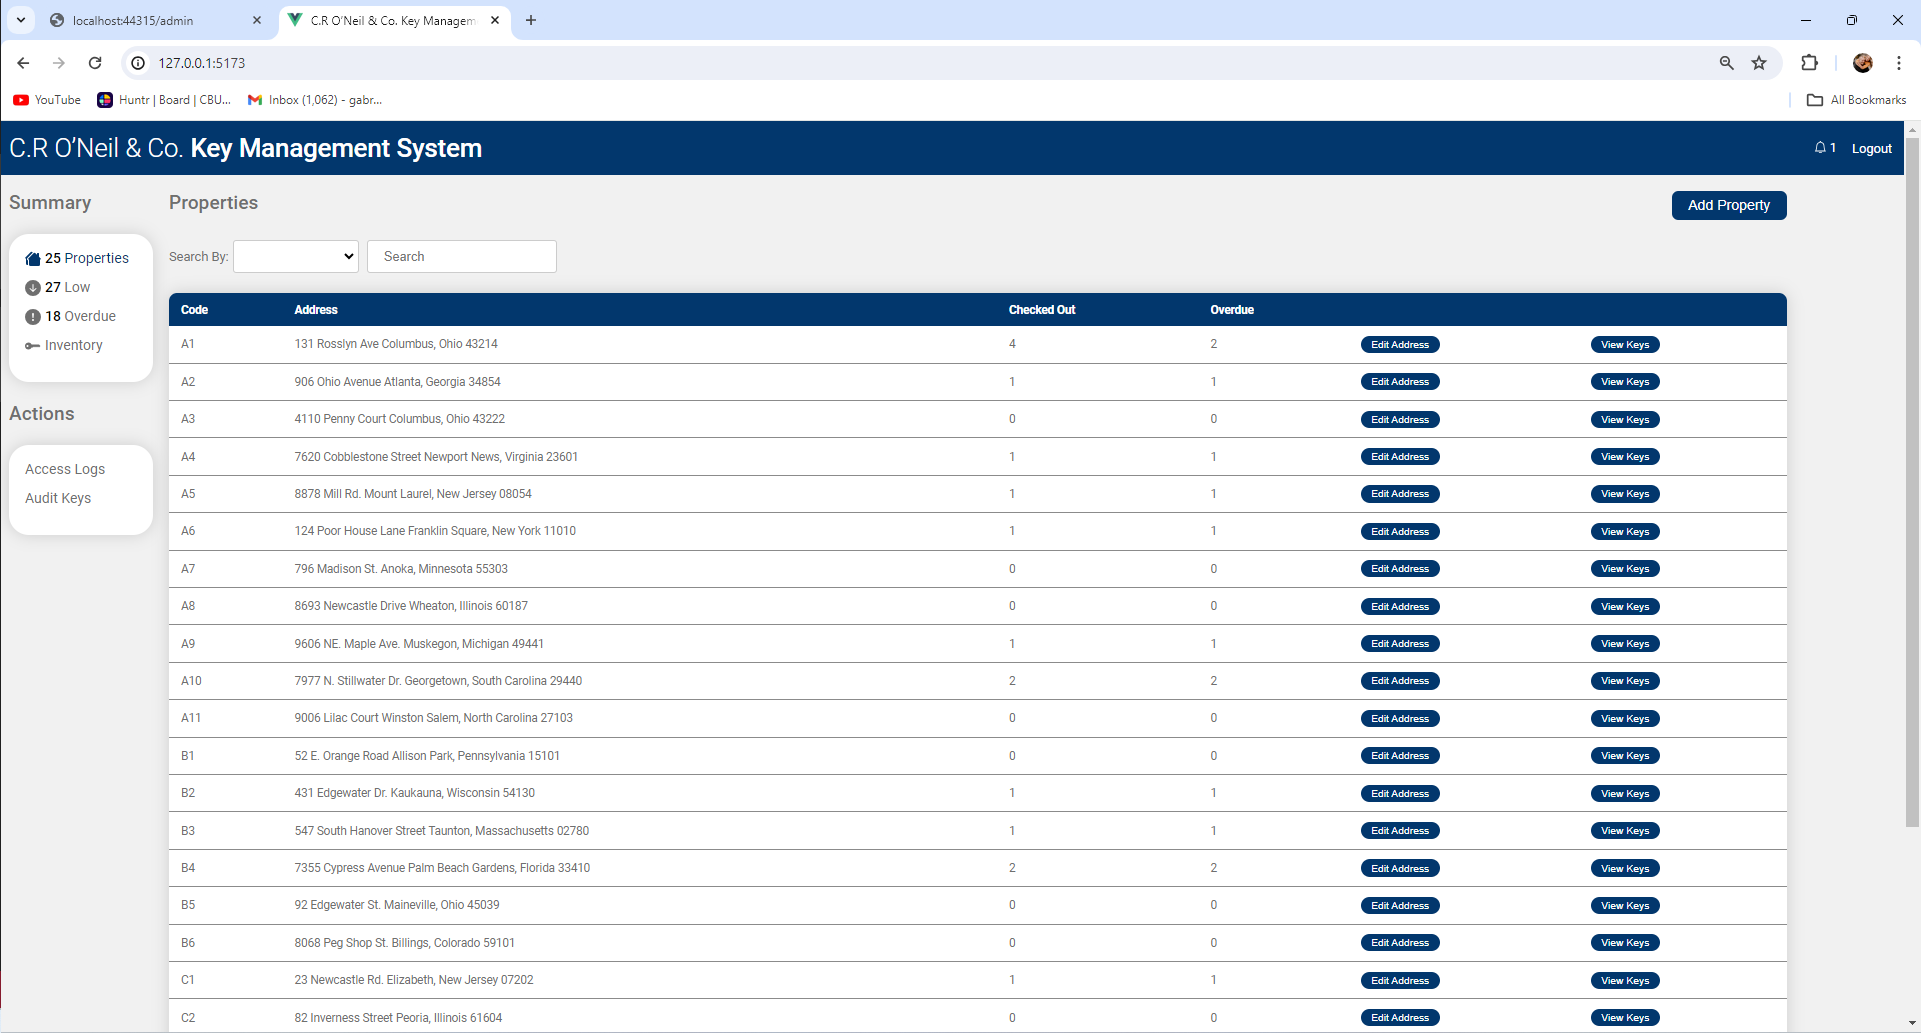 localhost:44315/admin
C.R O'Neil & Co. Key Managem
127.0.0.1:5173
YouTube
Huntr | Board | CBU...
Inbox (1,062) - gabr...
All Bookmarks
C.R O’Neil & Co. Key Management System
1
Logout
Summary
25 Properties
27 Low
18 Overdue
Inventory
Actions
Access Logs
Audit Keys
Properties
Add Property
Search By:
Search
Code Address Checked Out Overdue
A1 131 Rosslyn Ave Columbus, Ohio 43214 4 2 Edit Address View Keys
A2 906 Ohio Avenue Atlanta, Georgia 34854 1 1 Edit Address View Keys
A3 4110 Penny Court Columbus, Ohio 43222 0 0 Edit Address View Keys
A4 7620 Cobblestone Street Newport News, Virginia 23601 1 1 Edit Address View Keys
A5 8878 Mill Rd. Mount Laurel, New Jersey 08054 1 1 Edit Address View Keys
A6 124 Poor House Lane Franklin Square, New York 11010 1 1 Edit Address View Keys
A7 796 Madison St. Anoka, Minnesota 55303 0 0 Edit Address View Keys
A8 8693 Newcastle Drive Wheaton, Illinois 60187 0 0 Edit Address View Keys
A9 9606 NE. Maple Ave. Muskegon, Michigan 49441 1 1 Edit Address View Keys
A10 7977 N. Stillwater Dr. Georgetown, South Carolina 29440 2 2 Edit Address View Keys
A11 9006 Lilac Court Winston Salem, North Carolina 27103 0 0 Edit Address View Keys
B1 52 E. Orange Road Allison Park, Pennsylvania 15101 0 0 Edit Address View Keys
B2 431 Edgewater Dr. Kaukauna, Wisconsin 54130 1 1 Edit Address View Keys
B3 547 South Hanover Street Taunton, Massachusetts 02780 1 1 Edit Address View Keys
B4 7355 Cypress Avenue Palm Beach Gardens, Florida 33410 2 2 Edit Address View Keys
B5 92 Edgewater St. Maineville, Ohio 45039 0 0 Edit Address View Keys
B6 8068 Peg Shop St. Billings, Colorado 59101 0 0 Edit Address View Keys
C1 23 Newcastle Rd. Elizabeth, New Jersey 07202 1 1 Edit Address View Keys
C2 82 Inverness Street Peoria, Illinois 61604 0 0 Edit Address View Keys